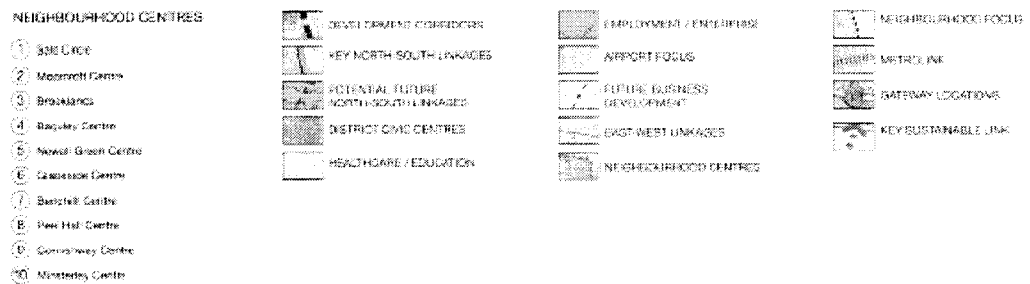 NEIGHBOURHOOD CENTRES
1 Sale Circle
2 Moorcroft Centre
3 Brooklands
4 Baguley Centre
5 Newall Green Centre
6 Centre
7 Benchill Centre
8 Peel Hall Centre
9 Cornishway Centre
10 Minsterley Centre
DEVELOPMENT CORRIDORS
KEY NORTH-SOUTH LINKAGES
POTENTIAL FUTURE
NORTH-SOUTH LINKAGES
DISTRICT CIVIC CENTRES
HEALTHCARE / EDUCATION
EMPLOYMENT / ENTERPRISE
AIRPORT FOCUS
FUTURE BUSINESS
DEVELOPMENT
EAST-WEST LINKAGES
NEIGHBOURHOOD CENTRES
NEIGHBOURHOOD FOCUS
METROLINK
GATEWAY LOCATIONS
KEY SUSTAINABLE LINK